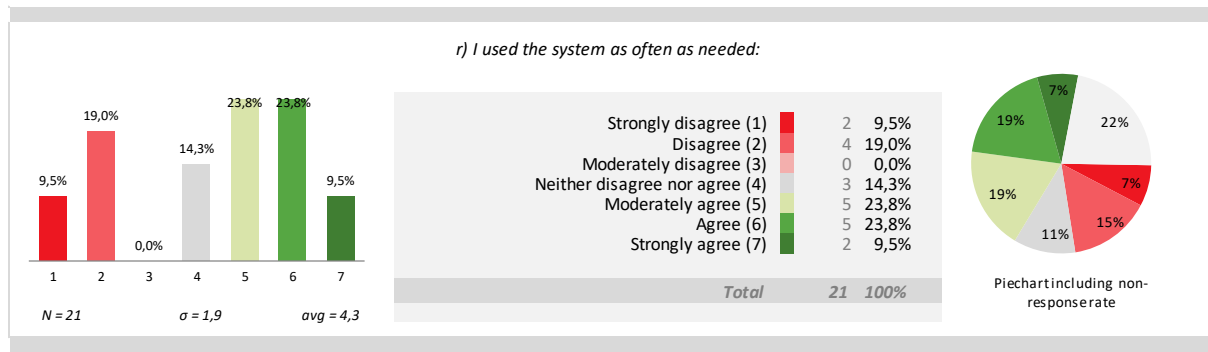 r) I used the system as often as needed:
9,5%
19,0%
0,0%
14,3%
23,8%
23,8%
9,5%
1 2 3 4 5 6 7
N = 21 σ = 1,9 avg = 4,3
Strongly disagree (1) 2 9,5%
Disagree (2) 4 19,0%
Moderately disagree (3) 0 0,0%
Neither disagree nor agree (4) 3 14,3%
Moderately agree (5) 5 23,8%
Agree (6) 5 23,8%
Strongly agree (7) 2 9,5%
Total 21 100%
7%
22%
19%
7%
19%
15%
11%
Piechart including non-
response rate